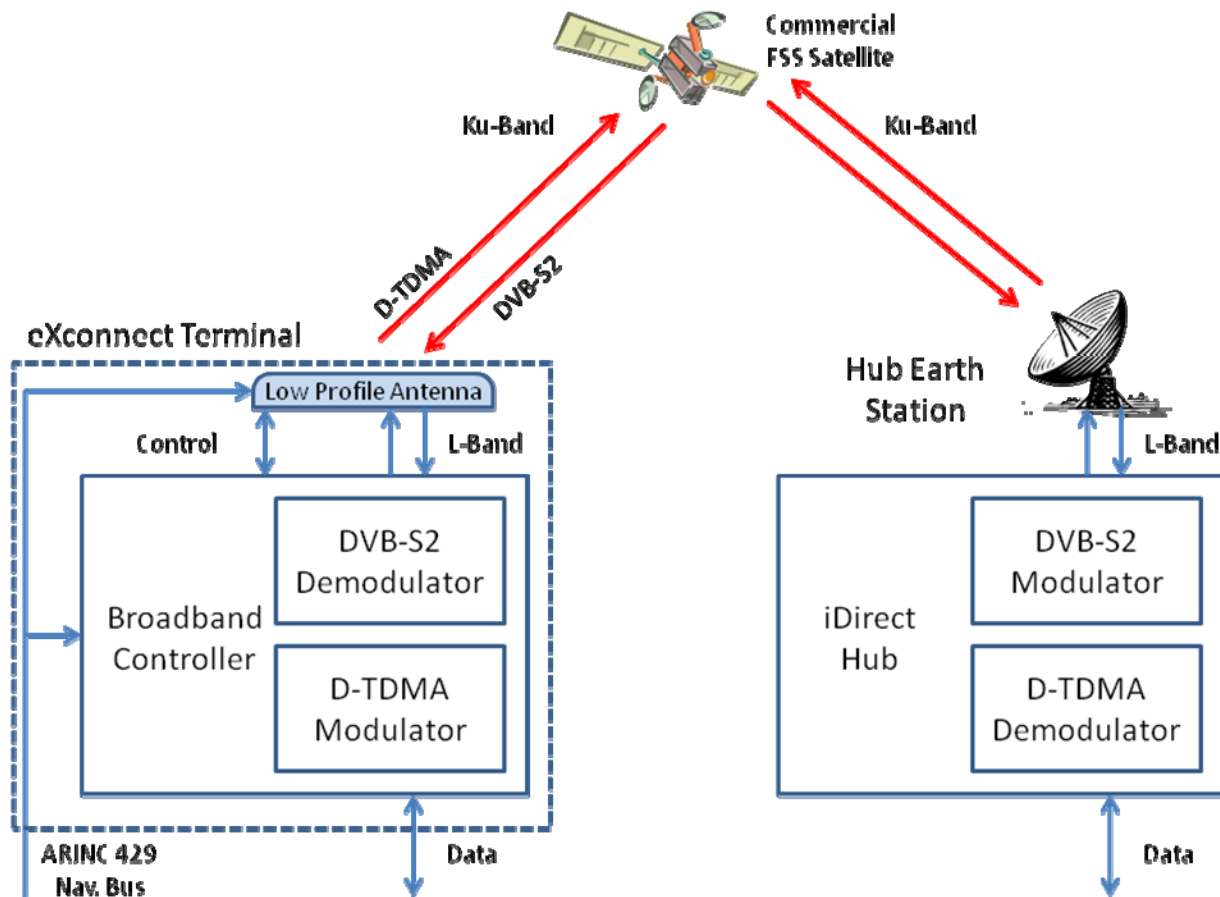 Commercial
FSS Satellite
Ku-Band
Ku-Band
D-TDMA
DVB-S2
eXconnect Terminal
Low Profile Antenna
Hub Earth
Station
Control
L-Band
L-Band
DVB-S2
Demodulator
Broadband
Controller
D-TDMA
Modulator
DVB-S2
Modulator
iDirect
Hub
D-TDMA
Demodulator
ARINC 429
Nav. Bus
Data
Data